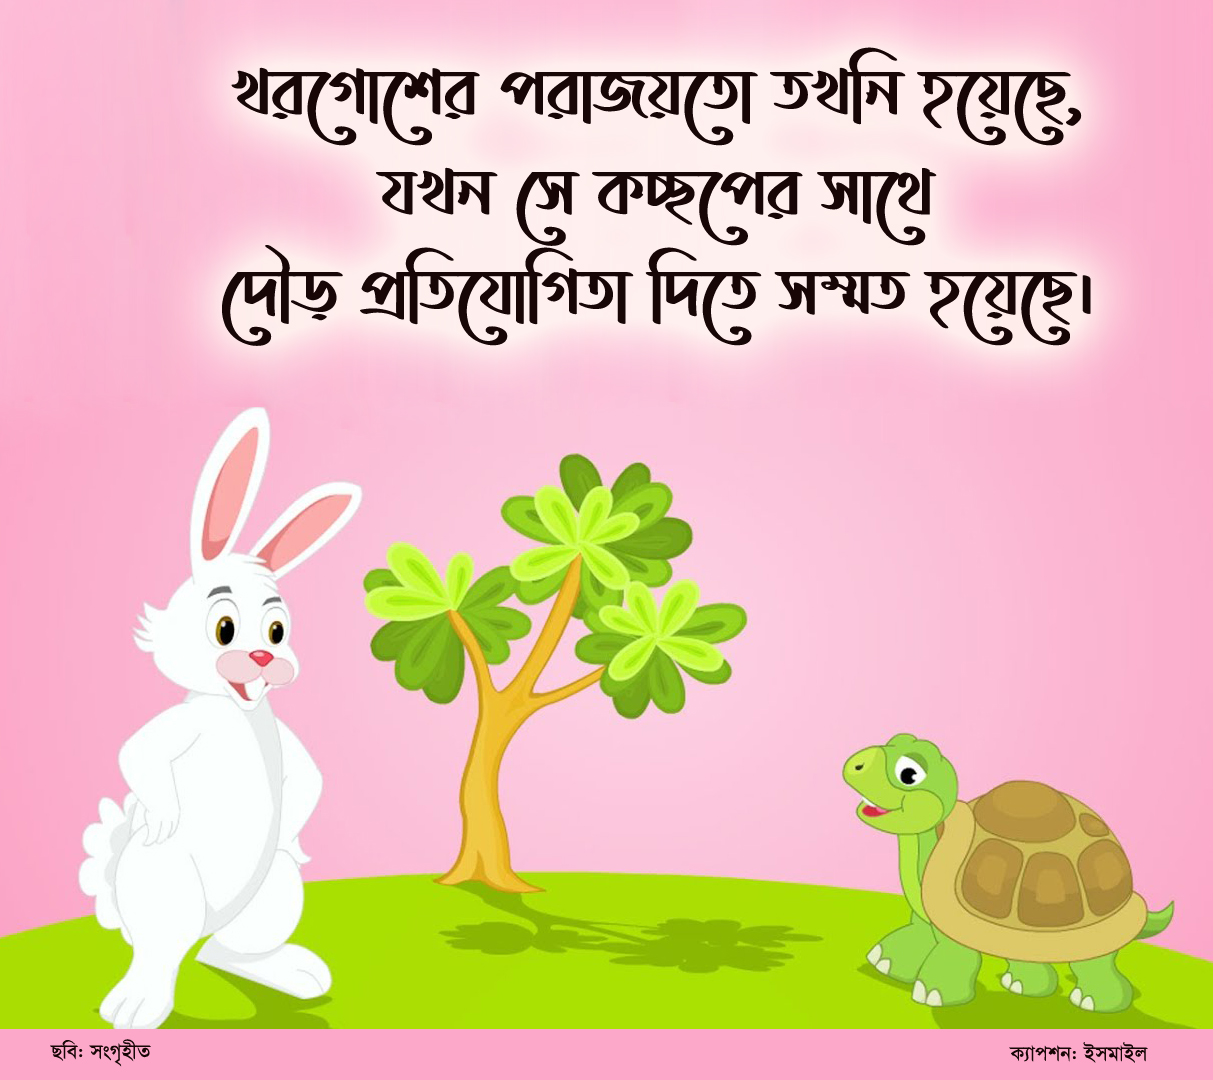 খরগোশের পরাজয়তো তখনি হয়েছে,
যখন সে কচ্ছপের সাথে
দৌড় প্রতিযোগিতা দিতে সম্মত হয়েছে।
ছবি: সংগৃহীত
ক্যাপশন: ইসমাইল